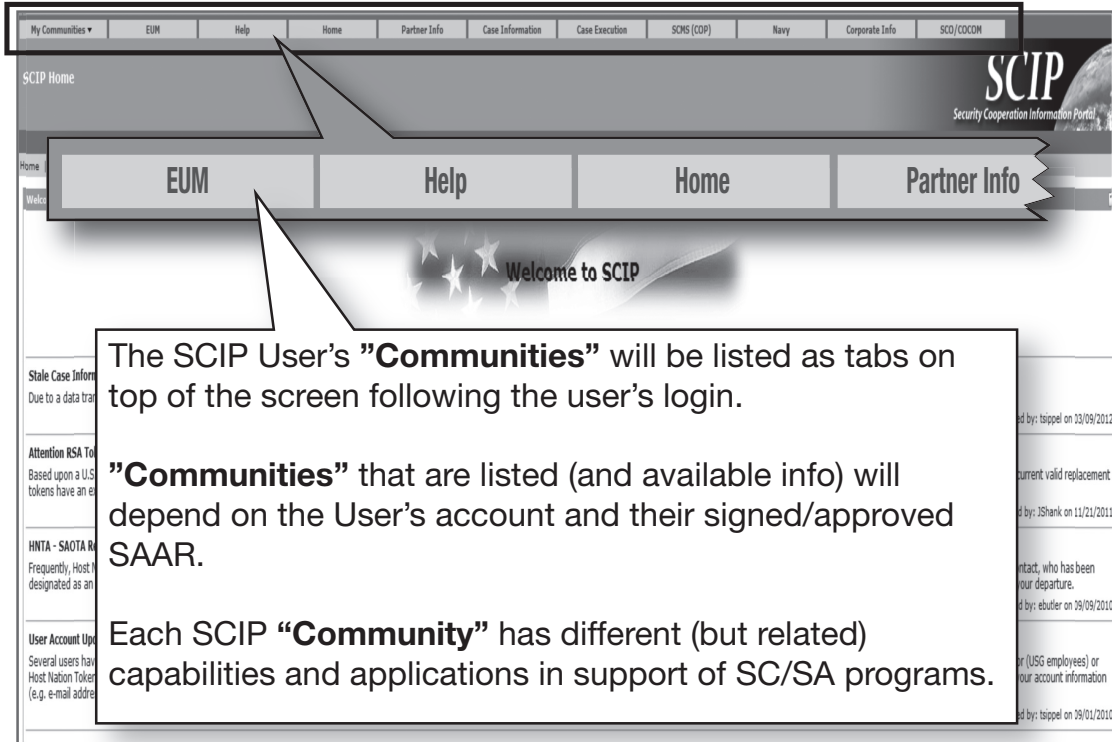 My Communities ▾ EUM Help Home Partner Info Case Information Case Execution SCMS (COP) Navy Corporate Info SCO/COCOM
SCIP Home
SCIP
Security Cooperation Information Portal
Home
EUM Help Home Partner Info
Welcome to SCIP
The SCIP User’s ”Communities” will be listed as tabs on
top of the screen following the user’s login.
”Communities” that are listed (and available info) will
depend on the User’s account and their signed/approved
SAAR.
Each SCIP “Community” has different (but related)
capabilities and applications in support of SC/SA programs.
Stale Case Inform
Due to a data tran
ed by: tsippel on 03/09/2012
Attention RSA To
Based upon a U.S
tokens have an e
current valid replacement
d by: JShank on 11/21/2011
HNTA - SAOTA R
Frequently, Host N
designated as an
ntact, who has been
your departure.
d by: ebutler on 09/09/2010
User Account Up
Several users hav
Host Nation Token
(e.g. e-mail addre
or (USG employees) or
your account information
ed by: tsippel on 09/01/2010